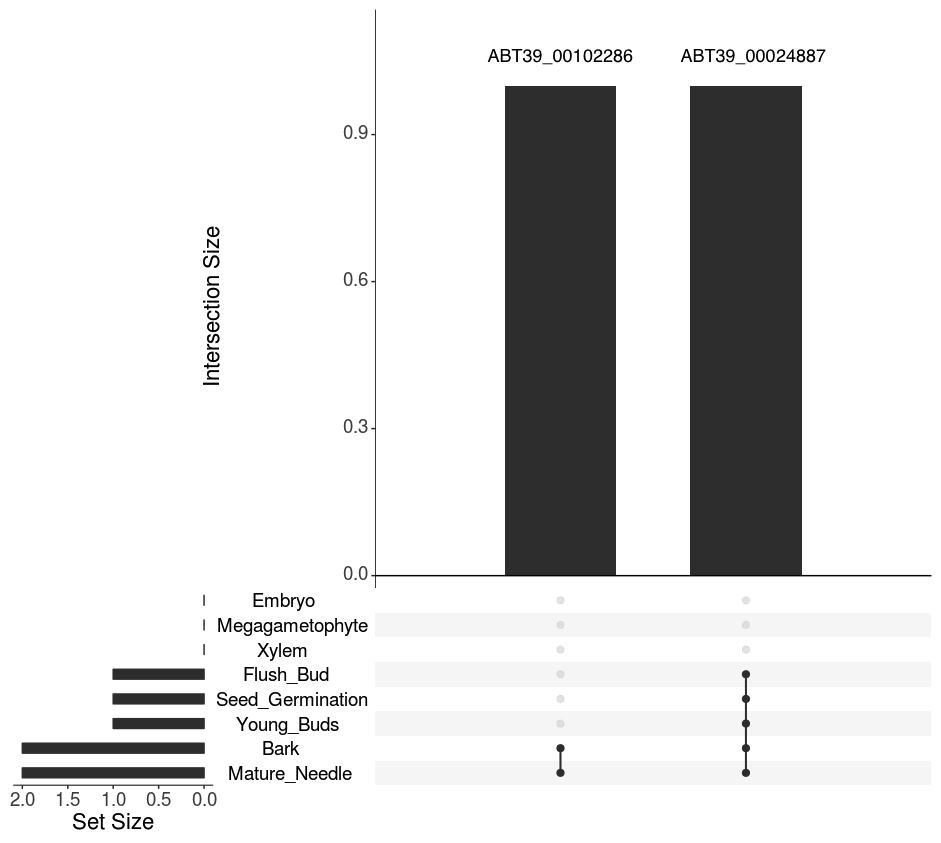 ABT39_00102286 ABT39_00024887
Intersection Size
0.9
0.6
0.3
0.0
Embryo
Megagametophyte
Xylem
Flush_Bud
Seed_Germination
Young_Buds
Bark
Mature_Needle
2.0 1.5 1.0 0.5 0.0
Set Size